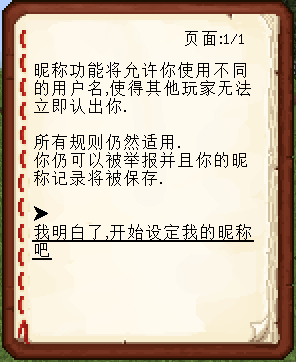 页面:1/1
昵称功能将允许你使用不同
的用户名,使得其他玩家无法
立即认出你.
所有规则仍然适用.
你仍可以被举报并且你的昵
称记录将被保存.
➤
我明白了,开始设定我的昵称
吧